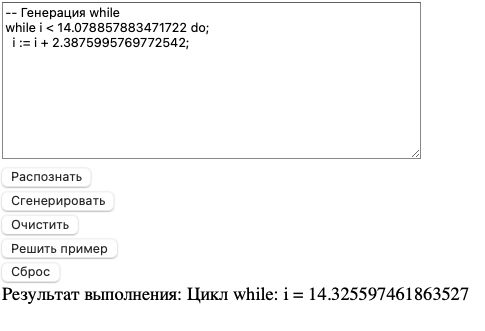 -- Генерация while
while i < 14.078857883471722 do;
i := i + 2.3875995769772542;
Распознать
Сгенерировать
Очистить
Решить пример
Сброс
Результат выполнения: Цикл while: i = 14.325597461863527